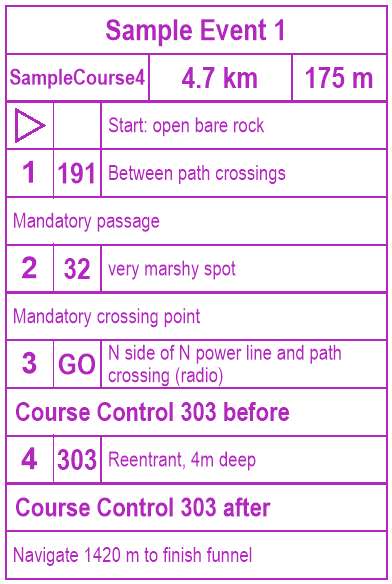 Sample Event 1
SampleCourse4 4.7 km 175 m
Start: open bare rock
1 191 Between path crossings
Mandatory passage
2 32 very marshy spot
Mandatory crossing point
3 GO N side of N power line and path
crossing (radio)
Course Control 303 before
4 303 Reentrant, 4m deep
Course Control 303 after
Navigate 1420 m to finish funnel